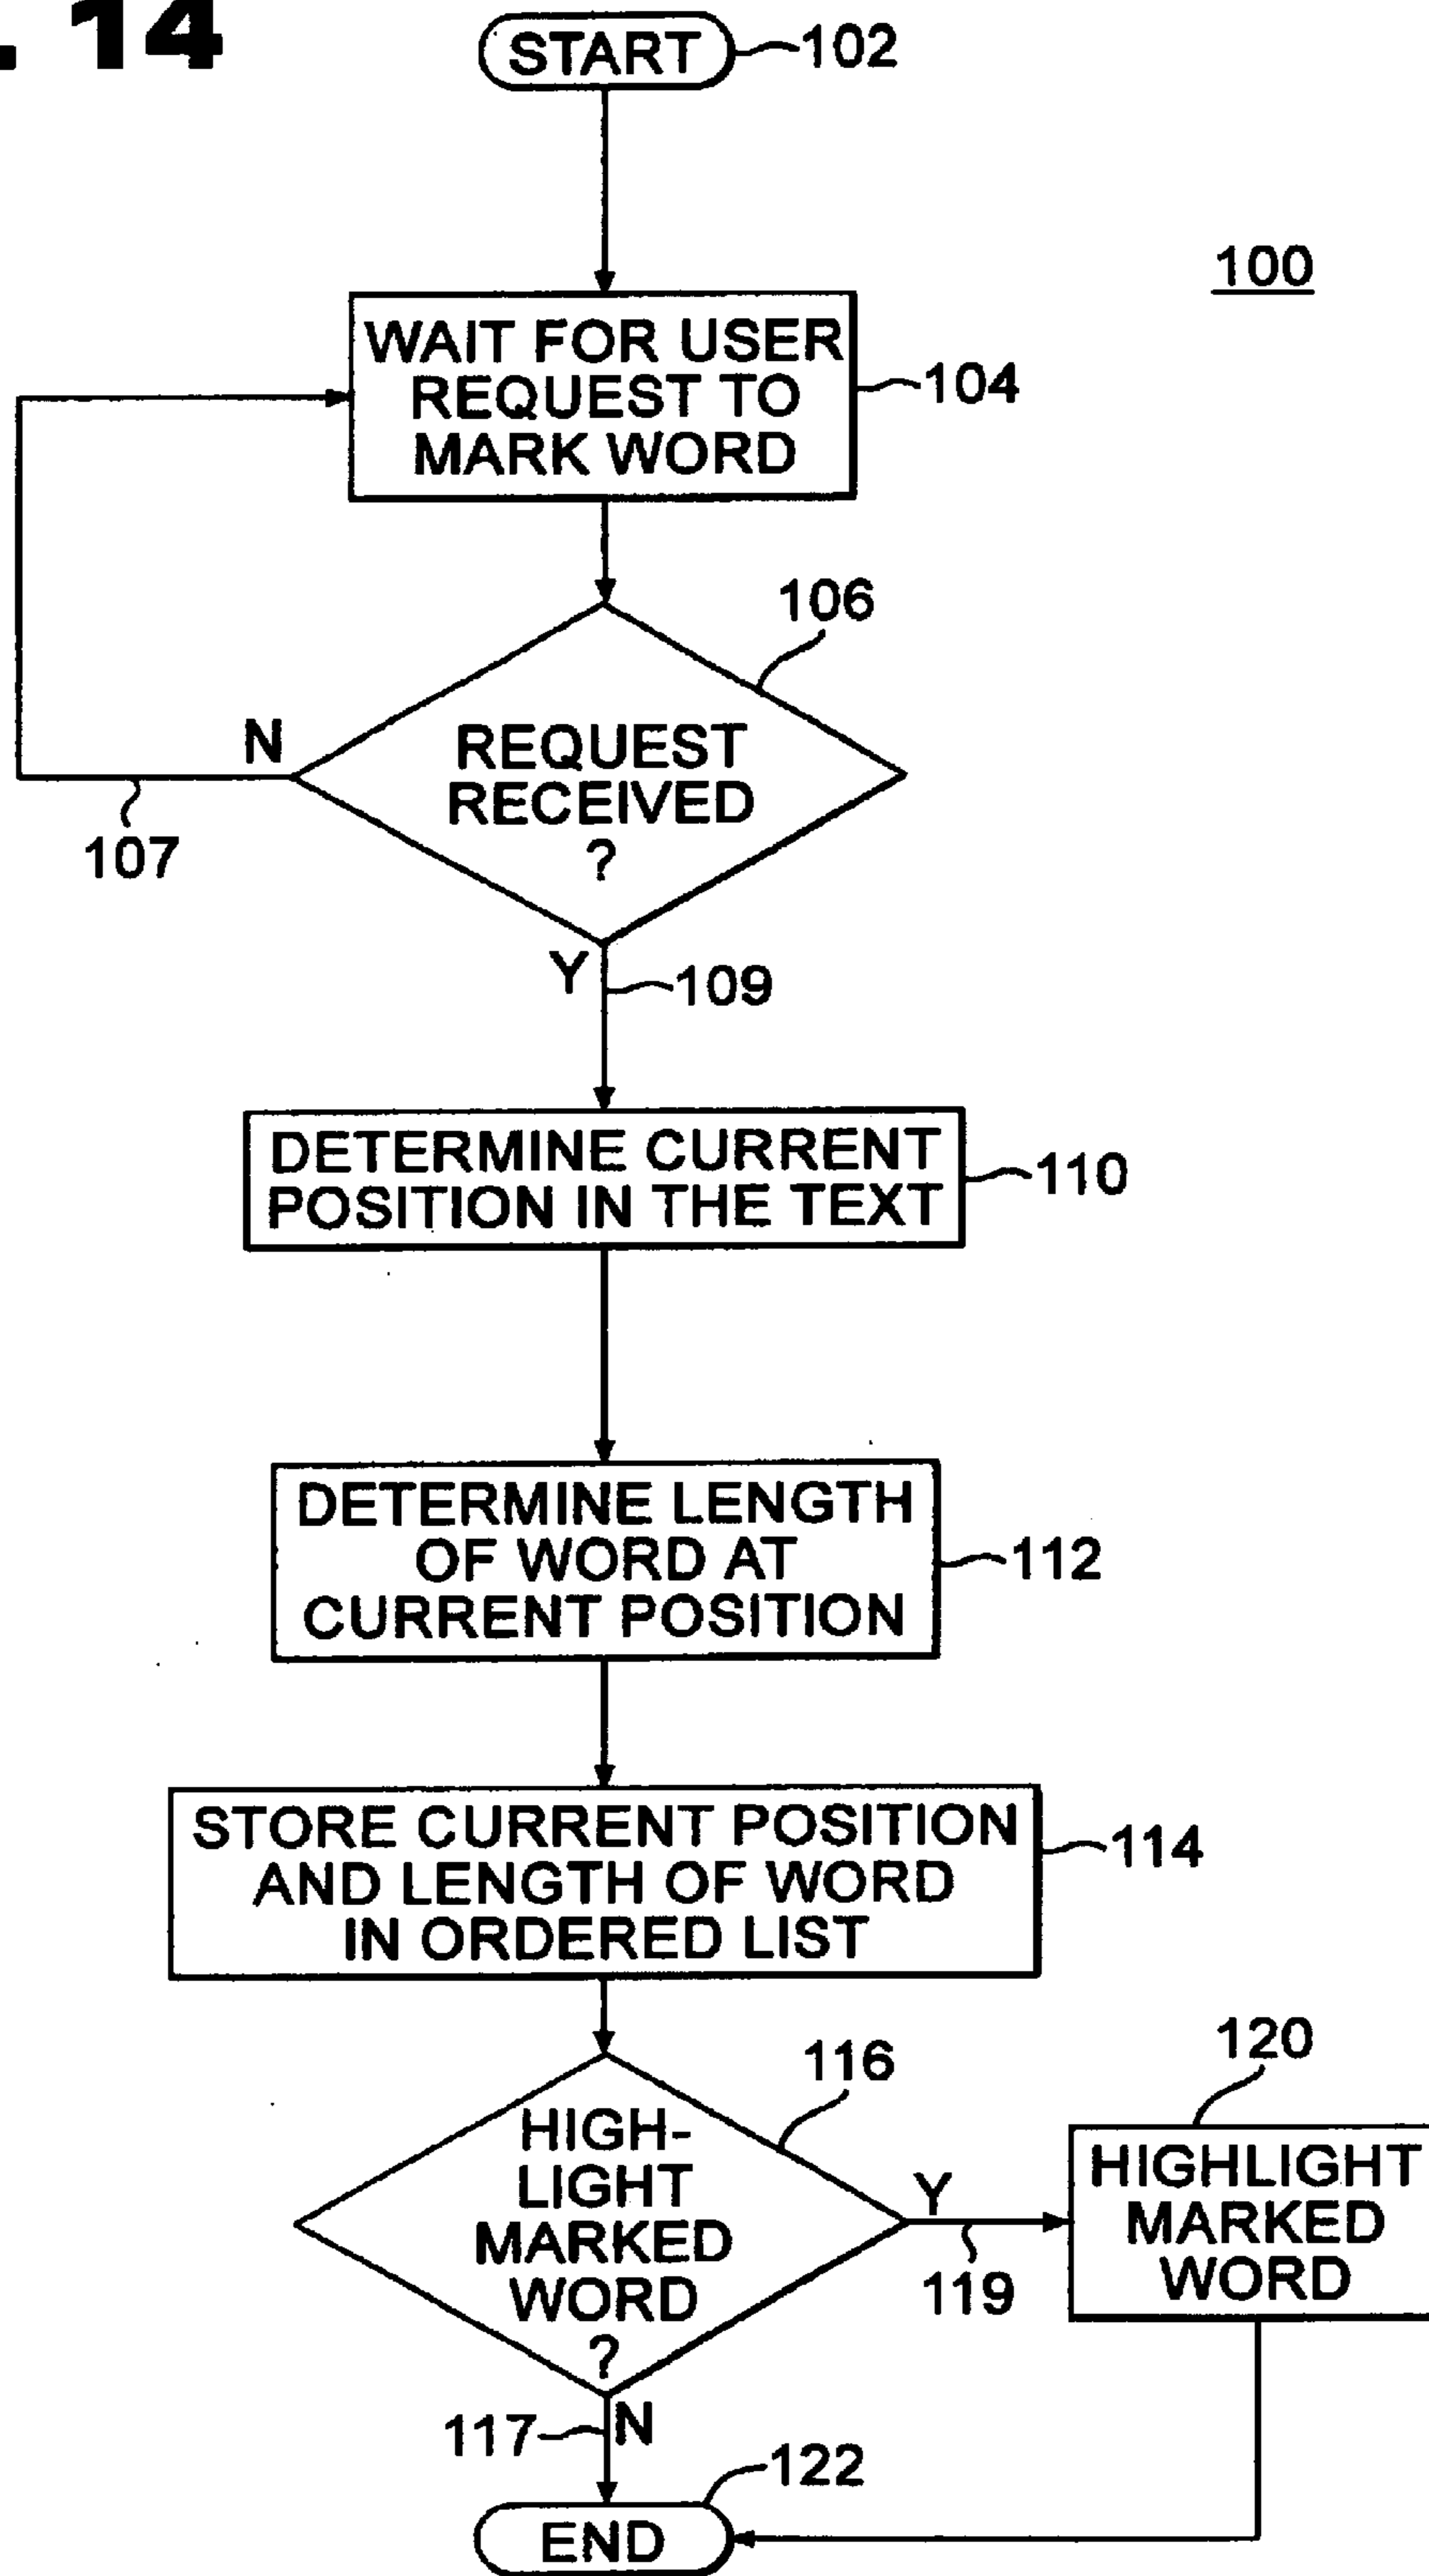 . 14
START
102
100
WAIT FOR USER
REQUEST TO
MARK WORD
104
106
REQUEST
RECEIVED
?
N
107
Y
109
DETERMINE CURRENT
POSITION IN THE TEXT
110
DETERMINE LENGTH
OF WORD AT
CURRENT POSITION
112
STORE CURRENT POSITION
AND LENGTH OF WORD
IN ORDERED LIST
114
116
HIGH-
LIGHT
MARKED
WORD
?
Y
119
120
HIGHLIGHT
MARKED
WORD
117
N
122
END